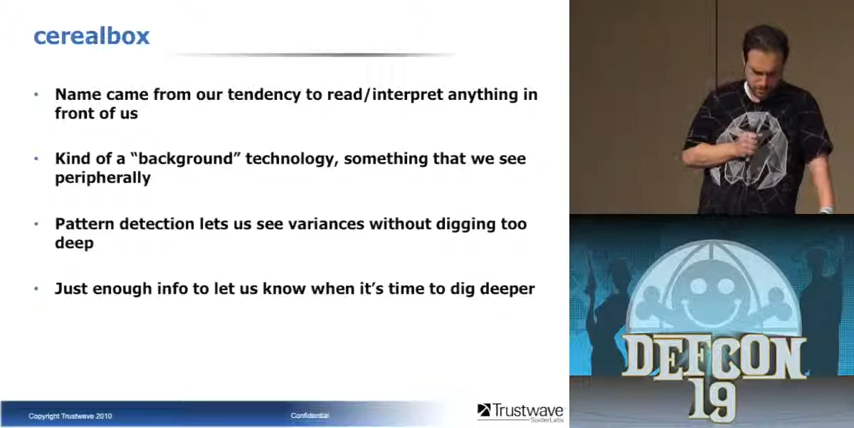 cerealbox
• Name came from our tendency to read/interpret anything in
front of us
• Kind of a “background” technology, something that we see
peripherally
• Pattern detection lets us see variances without digging too
deep
• Just enough info to let us know when it’s time to dig deeper
Copyright Trustwave 2010
Confidential
Trustwave
SpiderLabs
DEFCON
19